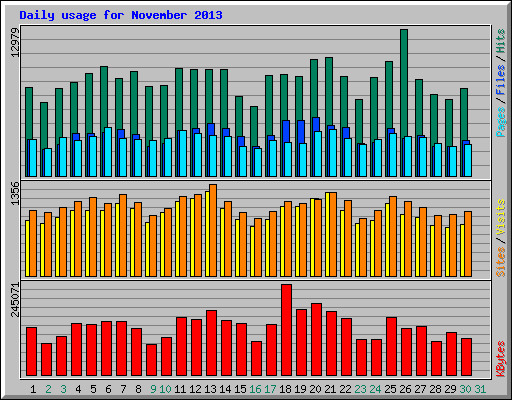 Daily usage for November 2013
12979
Pages / Files / Hits
1356
Sites / Visits
245071
KBytes
1 2 3 4 5 6 7 8 9 10 11 12 13 14 15 16 17 18 19 20 21 22 23 24 25 26 27 28 29 30 31